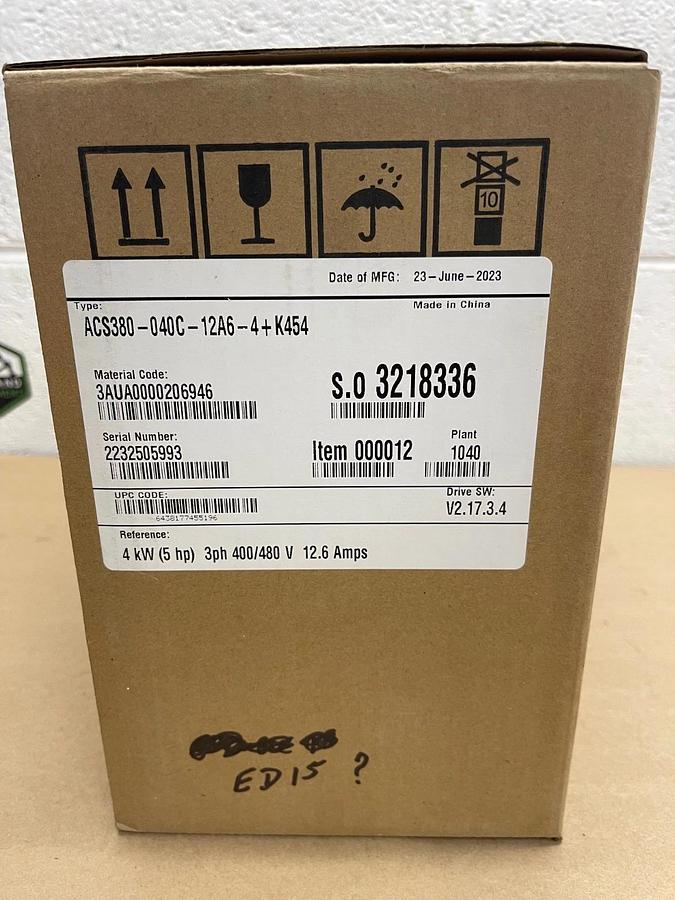 10
Date of MFG: 23-June-2023
Type:
Made in China
ACS380-040C-12A6-4+K454
Material Code:
3AUA0000206946
S.O 3218336
Serial Number:
2232505993
Item 000012
Plant
1040
UPC CODE:
6438177455196
Drive SW:
V2.17.3.4
Reference:
4 kW (5 hp) 3ph 400/480 V 12.6 Amps
ED15 ?